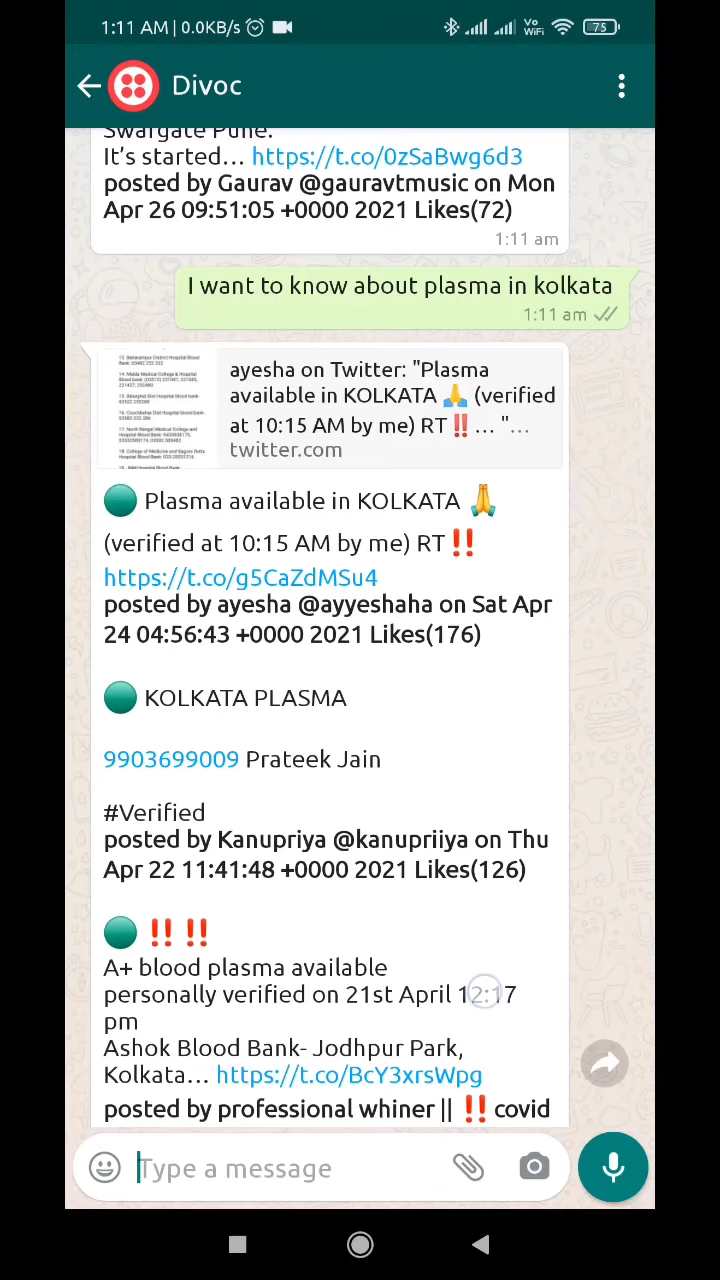 1:11 AM | 0.0KB/s
Vo WiFi 75
Divoc
Swargate Pune.
It’s started… https://t.co/0zSaBwg6d3
posted by Gaurav @gauravtmusic on Mon
Apr 26 09:51:05 +0000 2021 Likes(72)
1:11 am
I want to know about plasma in kolkata
1:11 am
ayesha on Twitter: "Plasma
available in KOLKATA 🙏 (verified
at 10:15 AM by me) RT‼️… "…
twitter.com
Plasma available in KOLKATA 🙏
(verified at 10:15 AM by me) RT‼️
https://t.co/g5CaZdMSu4
posted by ayesha @ayyeshaha on Sat Apr
24 04:56:43 +0000 2021 Likes(176)
KOLKATA PLASMA
9903699009 Prateek Jain
#Verified
posted by Kanupriya @kanupriiya on Thu
Apr 22 11:41:48 +0000 2021 Likes(126)
‼️ ‼️
A+ blood plasma available
personally verified on 21st April 12:17
pm
Ashok Blood Bank- Jodhpur Park,
Kolkata… https://t.co/BcY3xrsWpg
posted by professional whiner || ‼️covid
Type a message